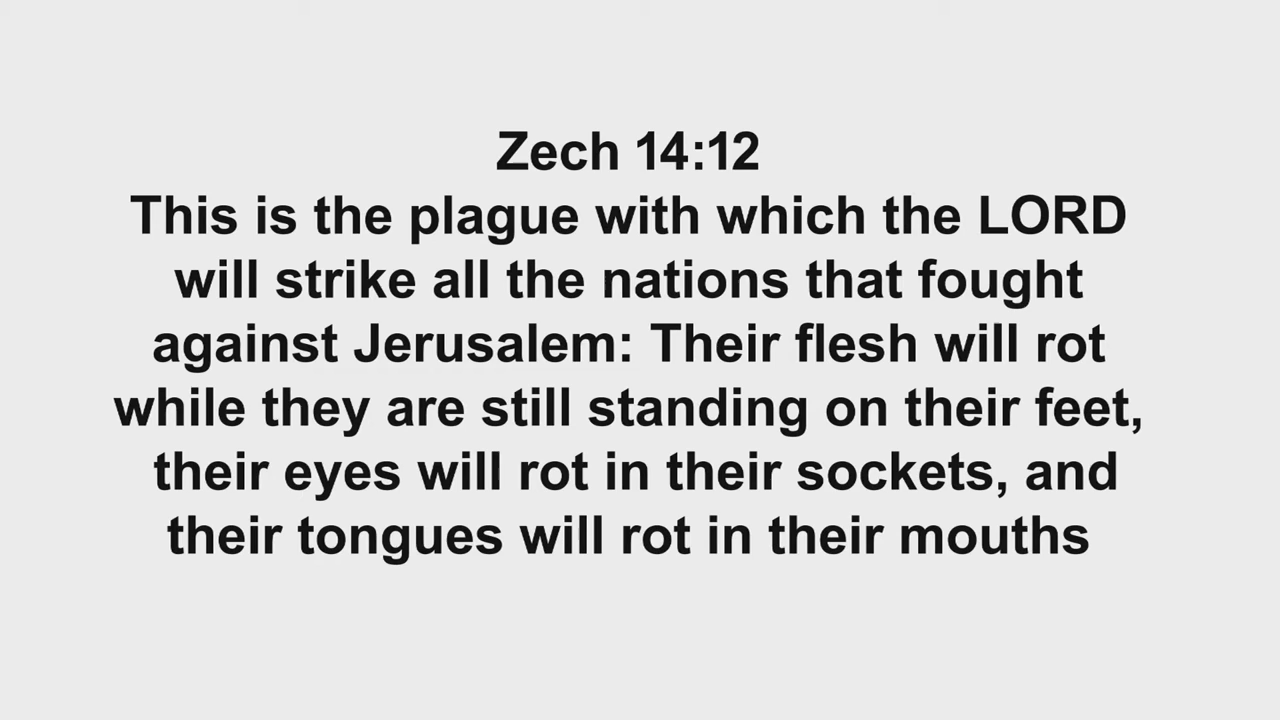 Zech 14:12
This is the plague with which the LORD
will strike all the nations that fought
against Jerusalem: Their flesh will rot
while they are still standing on their feet,
their eyes will rot in their sockets, and
their tongues will rot in their mouths